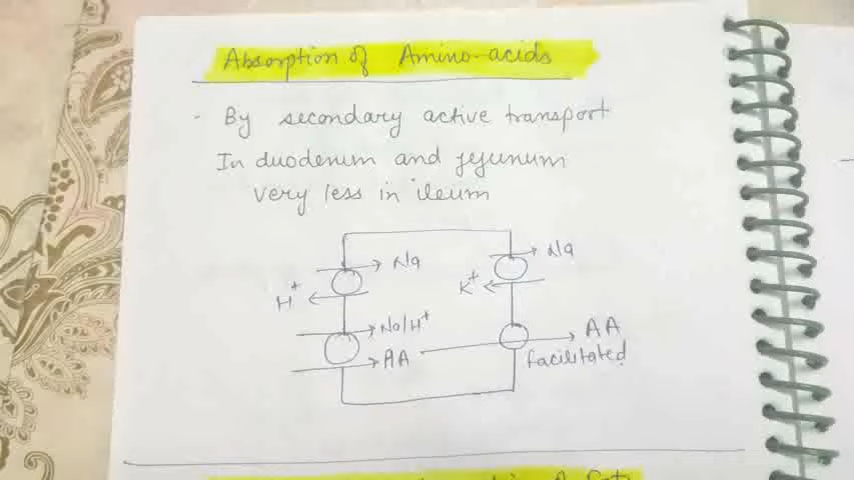 Absorption of Amino-acids
- By secondary active transport
In duodenum and jejunum
very less in ileum
Na
Na
H+
K+
Na/H+
AA
AA
facilitated